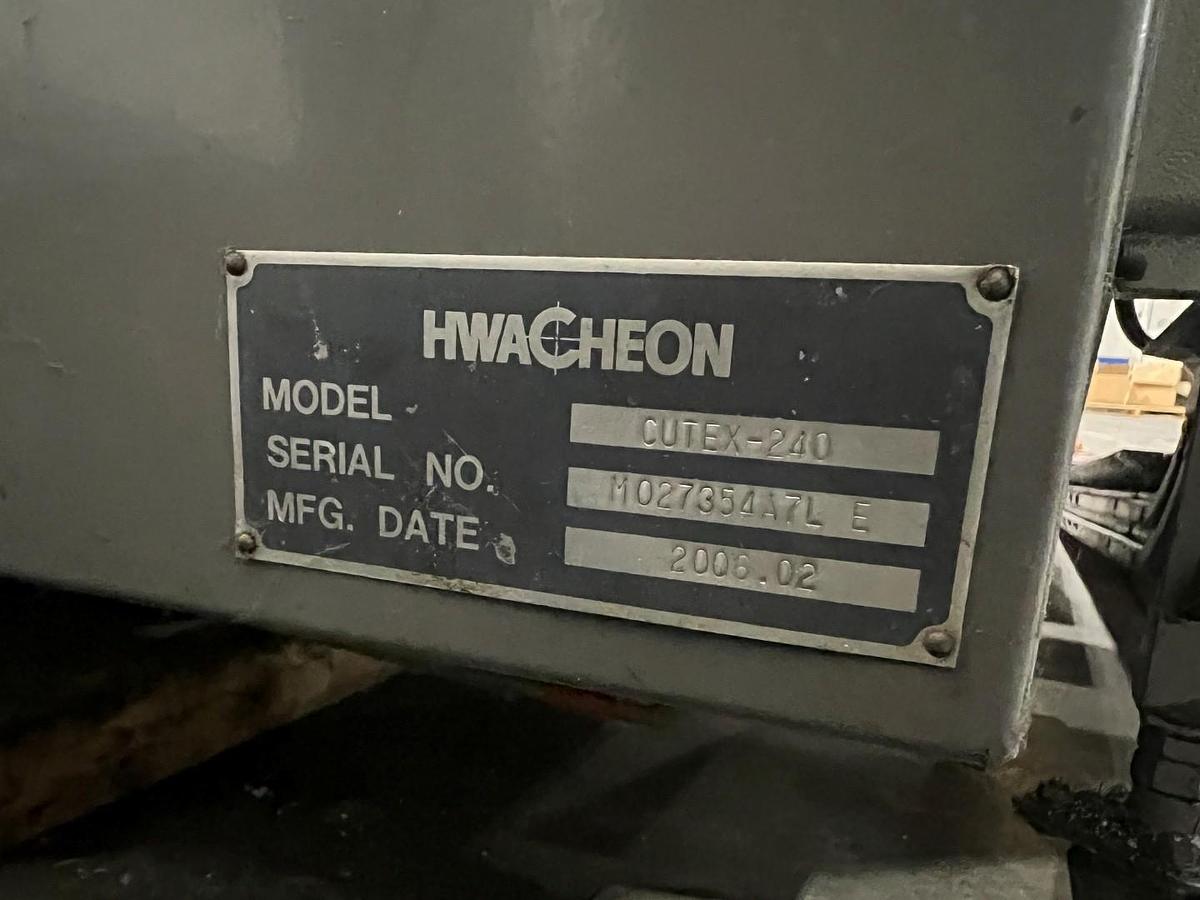 HWACHEON
MODEL CUTEX-240
SERIAL NO. M027354A7L E
MFG. DATE 2006.02